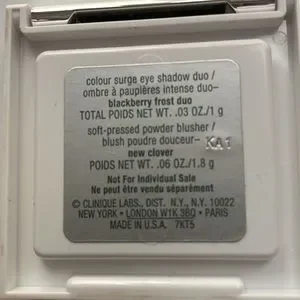 colour surge eye shadow duo /
ombre à paupières intense duo-
blackberry frost duo
TOTAL POIDS NET WT. .03 OZ./1 g
soft-pressed powder blusher /
blush poudre douceur-
KA1
new clover
POIDS NET WT. .06 OZ./1.8 g
Not For Individual Sale
Ne peut être vendu séparément
© CLINIQUE LABS., DIST. N.Y., N.Y. 10022
NEW YORK • LONDON W1K 3BQ • PARIS
MADE IN U.S.A. 7KT5